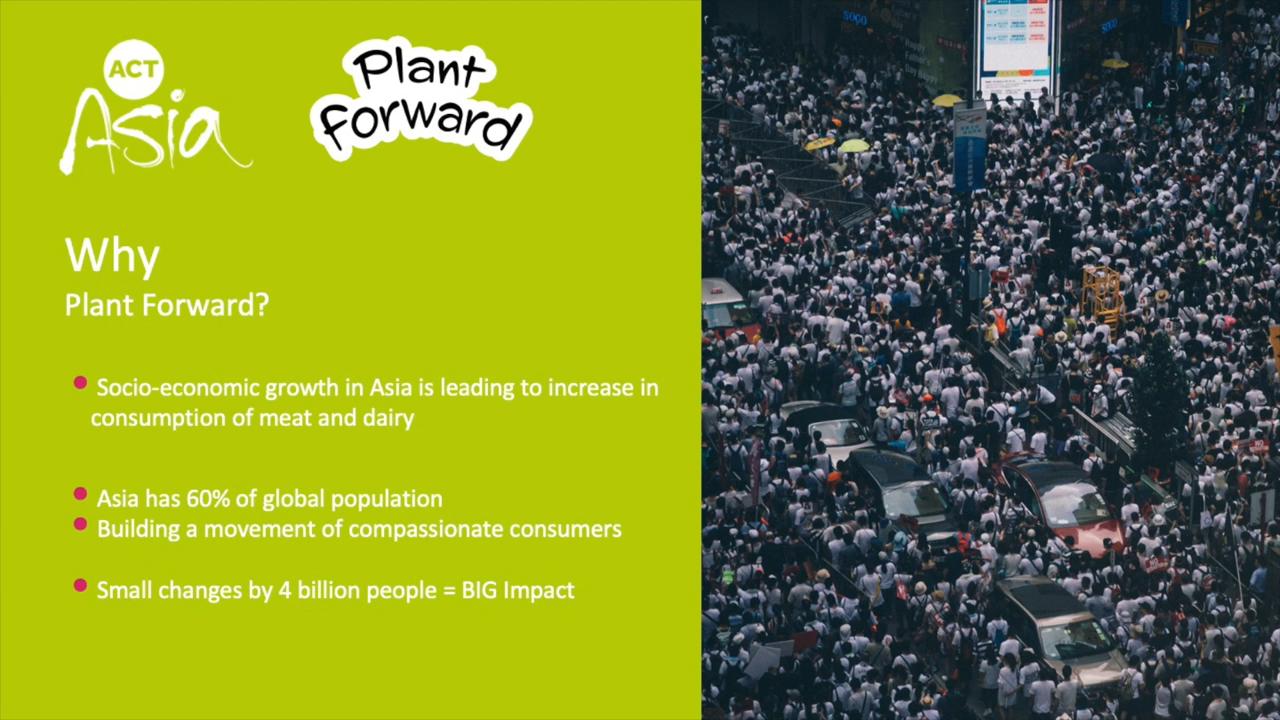 ACT
Asia
Plant
Forward
Why
Plant Forward?
Socio-economic growth in Asia is leading to increase in
consumption of meat and dairy
Asia has 60% of global population
Building a movement of compassionate consumers
Small changes by 4 billion people = BIG Impact
SOGO
SOGO